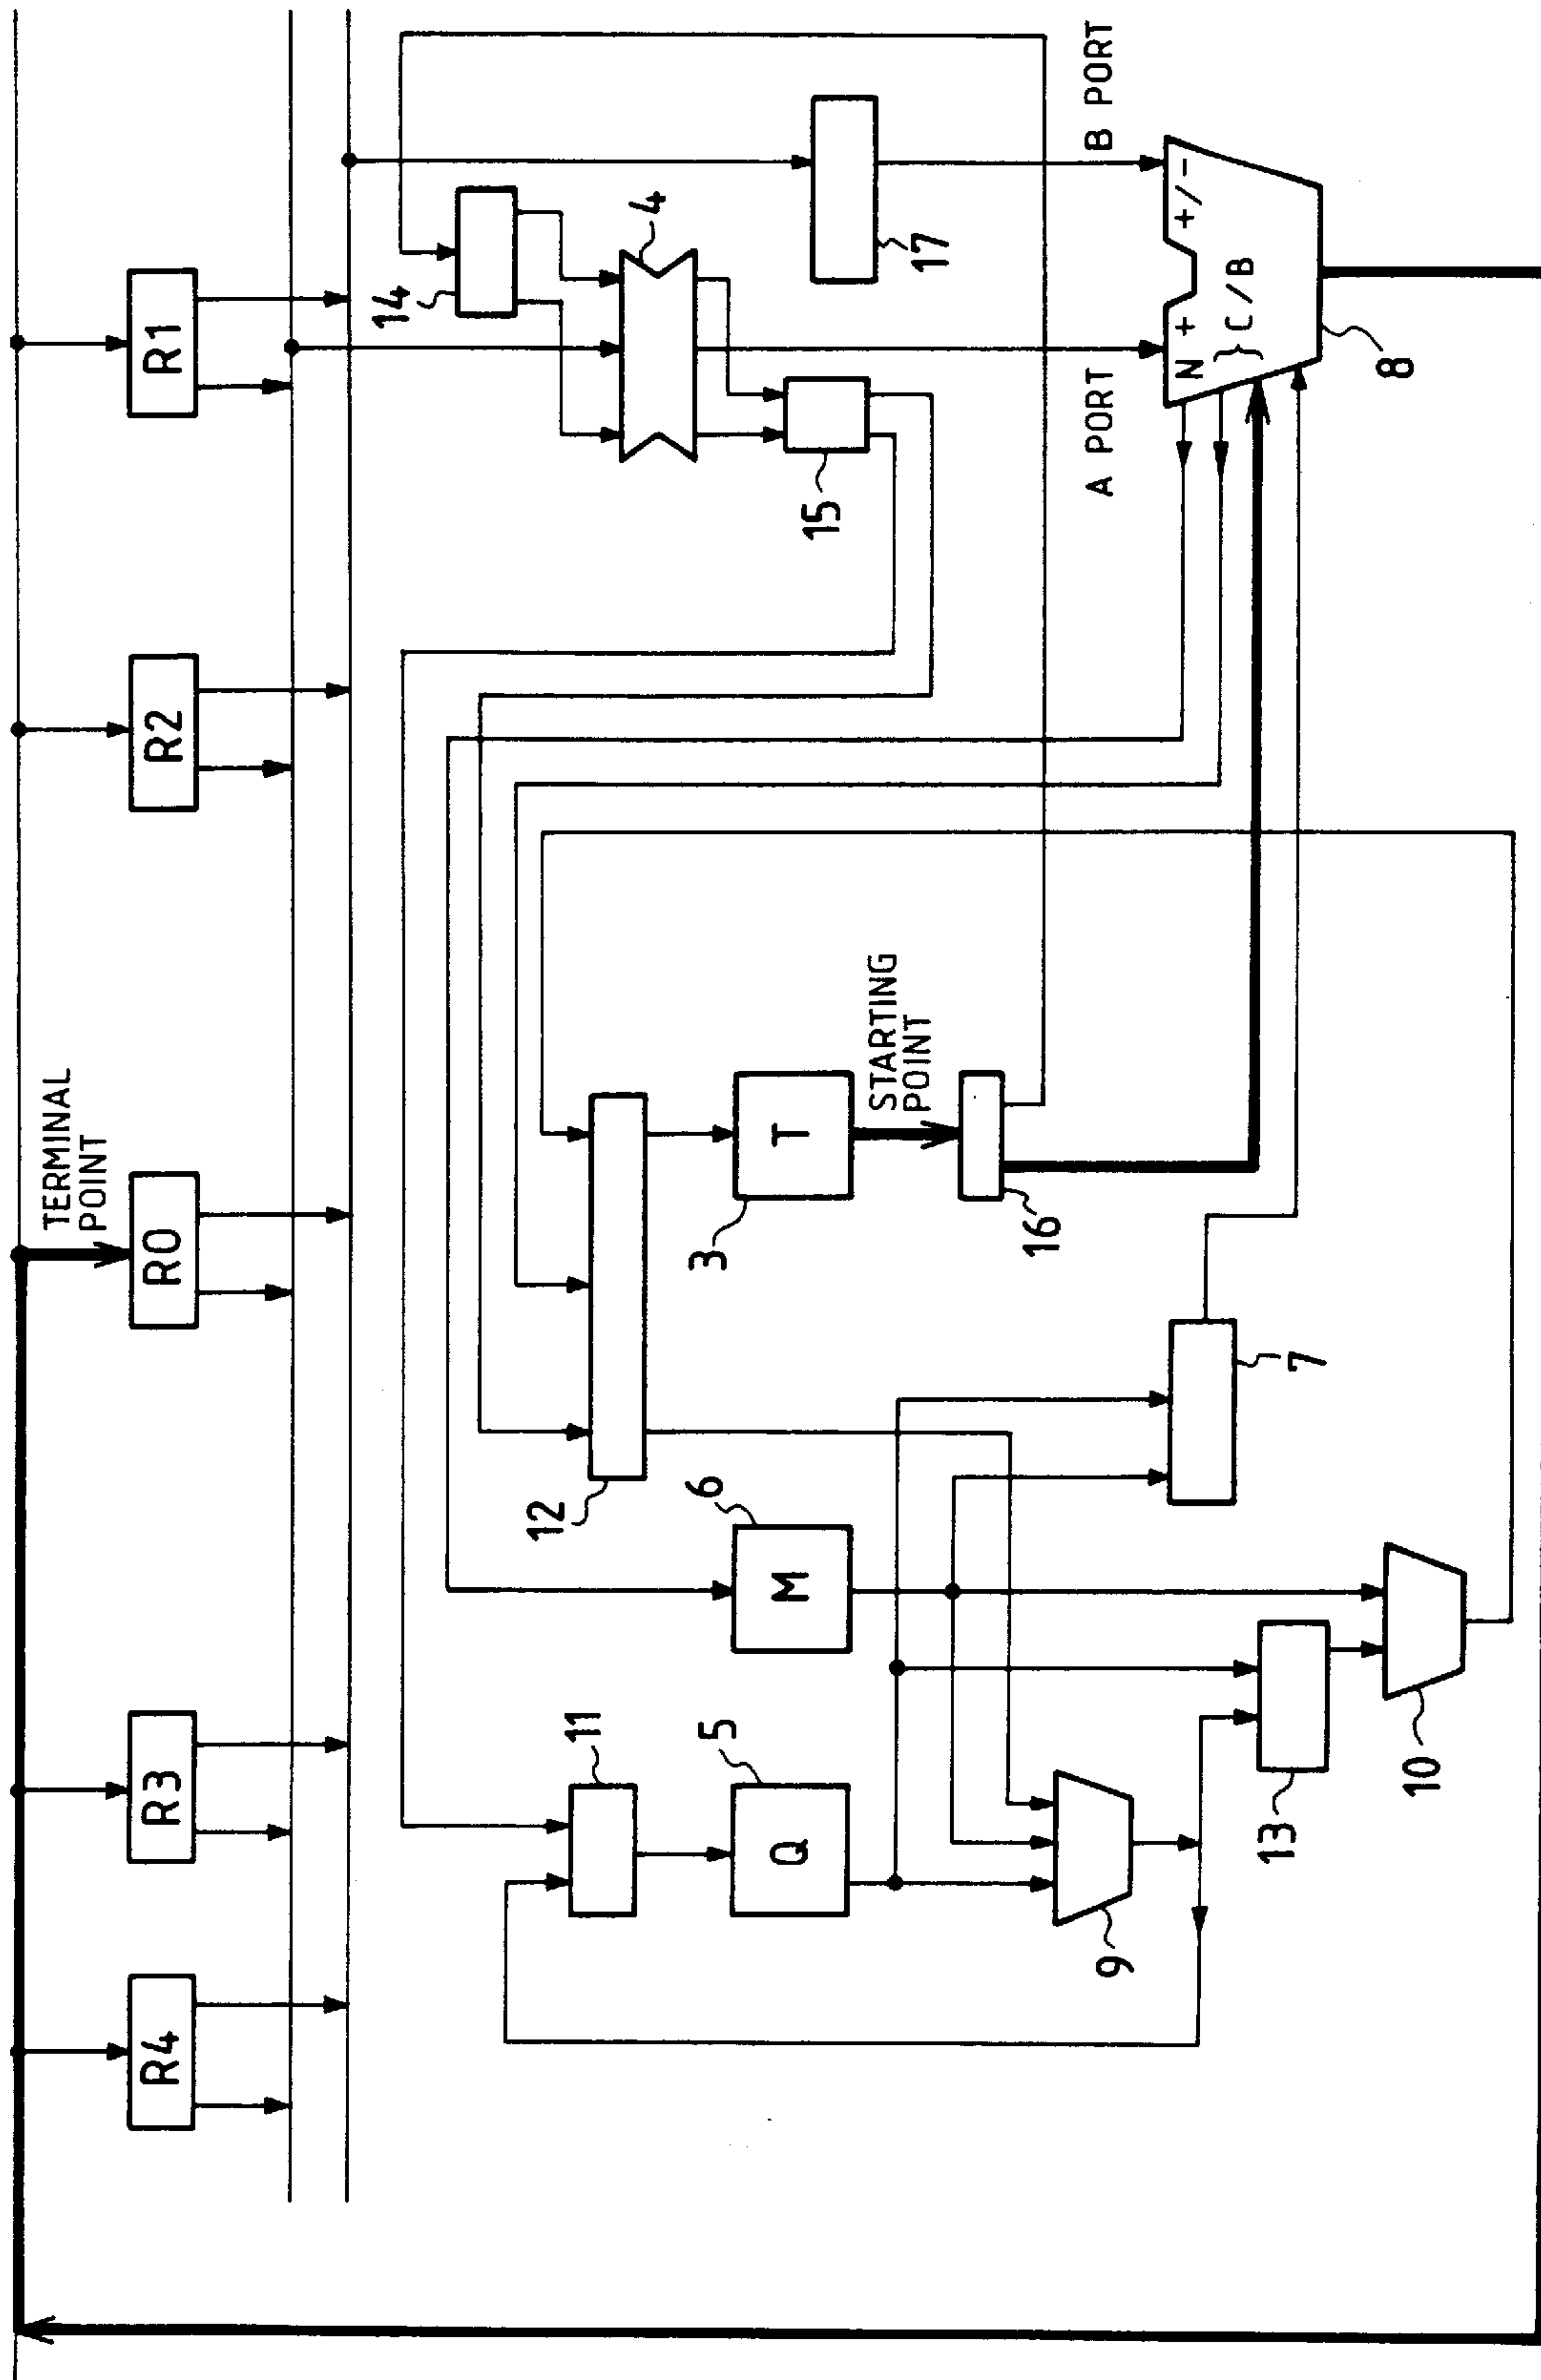 R4
R3
R0
R2
R1
TERMINAL
POINT
14
4
12
11
6
5
3
15
17
T
M
Q
STARTING
POINT
16
7
9
13
10
A PORT
B PORT
N + +/-
} C/B
8